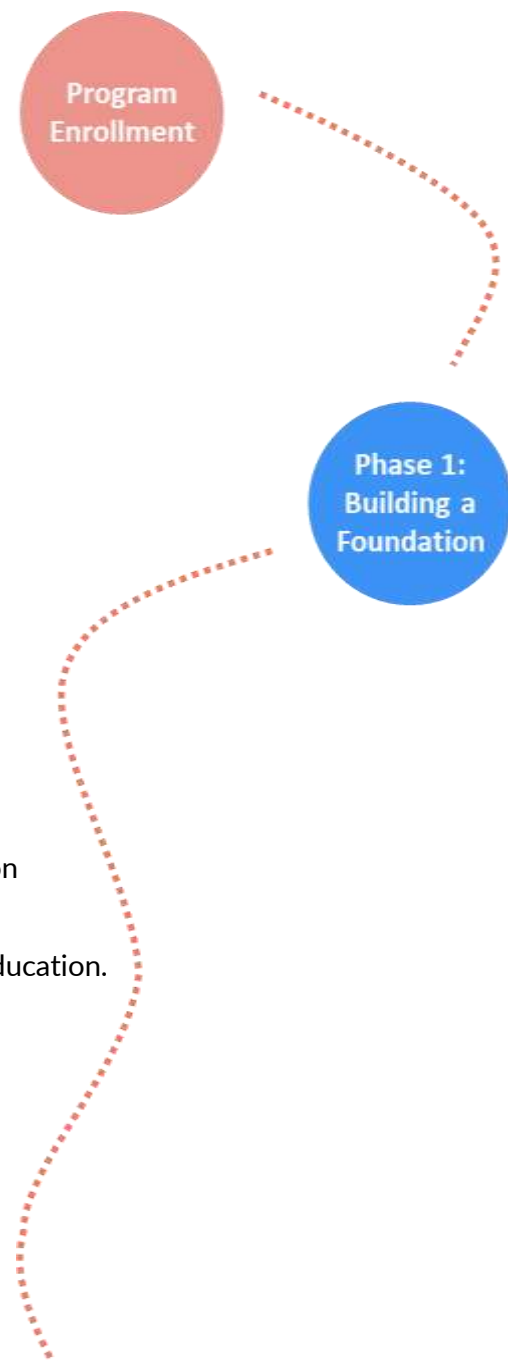 Program
Enrollment
Phase 1:
Building a
Foundation
on
ducation.